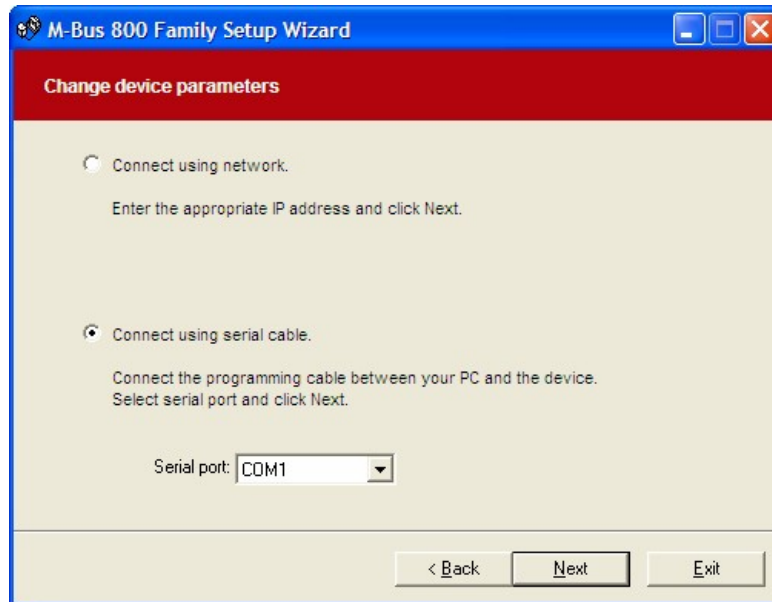 M-Bus 800 Family Setup Wizard
Change device parameters
Connect using network.
Enter the appropriate IP address and click Next.
Connect using serial cable.
Connect the programming cable between your PC and the device.
Select serial port and click Next.
Serial port: COM1
< Back Next Exit